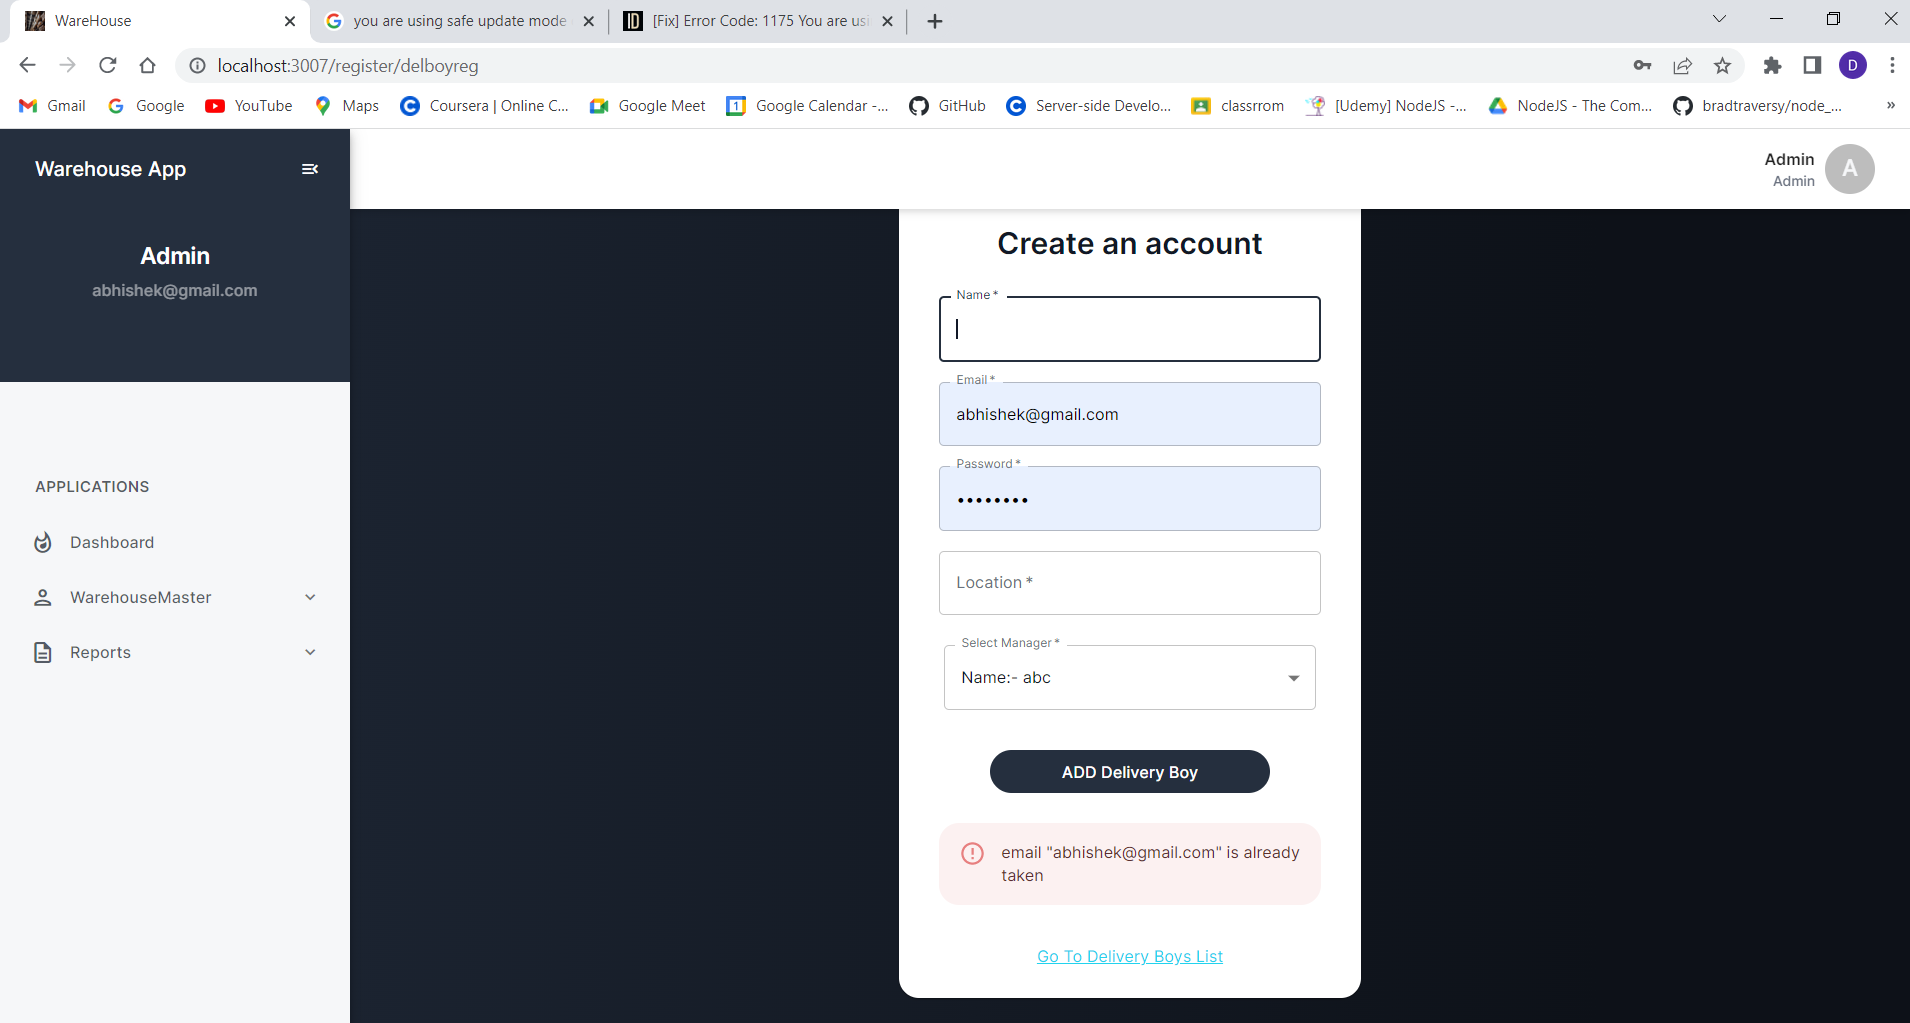 WareHouse
you are using safe update mode
[Fix] Error Code: 1175 You are usi
localhost:3007/register/delboyreg
D
Gmail
Google
YouTube
Maps
Coursera | Online C...
Google Meet
Google Calendar -...
GitHub
Server-side Develo...
classrrom
[Udemy] NodeJS -...
NodeJS - The Com...
bradtraversy/node_...
»
Warehouse App
Admin
Admin
A
Admin
abhishek@gmail.com
APPLICATIONS
Dashboard
WarehouseMaster
Reports
Create an account
Name *
Email *
abhishek@gmail.com
Password *
••••••••
Location *
Select Manager *
Name:- abc
ADD Delivery Boy
email "abhishek@gmail.com" is already
taken
Go To Delivery Boys List